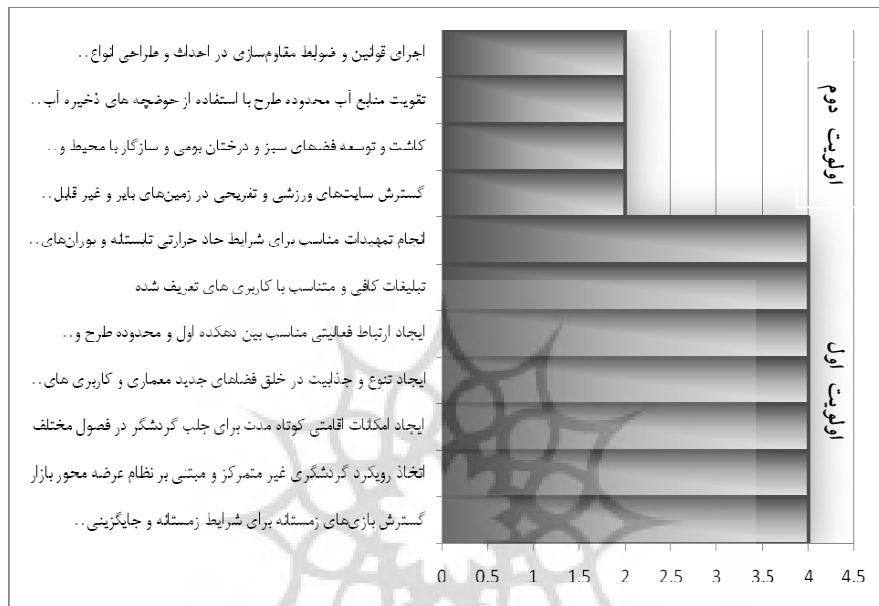 اجرای قوانین و ضوابط مقاوم‌سازی در احداث و طراحی انواع..
تقویت منابع آب محدوده طرح با استفاده از حوضچه های ذخیره آب..
کاشت و توسعه فضهای سبز و درختان بومی و سازگار با محیط و..
گسترش سایت‌های ورزشی و تفریحی در زمین‌های بایر و غیر قابل..
انجام تمهیدات مناسب برای شرایط حاد حرارتی تابستانه و بوران‌های..
تبلیغات کافی و متناسب با کاربری های تعریف شده
ایجاد ارتباط فعالیتی مناسب بین دهکده اول و محدوده طرح و..
ایجاد تنوع و جذابیت در خلق فضاهای جدید معماری و کاربری های..
ایجاد امکانات اقامتی کوتاه مدت برای جلب گردشگر در فصول مختلف
اتخاذ رویکرد گردشگری غیر متمرکز و مبتنی بر نظام عرضه محور بازار
گسترش بازی‌های زمستانه برای شرایط زمستانه و جایگزینی..
اولویت دوم
اولویت اول
0 0.5 1 1.5 2 2.5 3 3.5 4 4.5